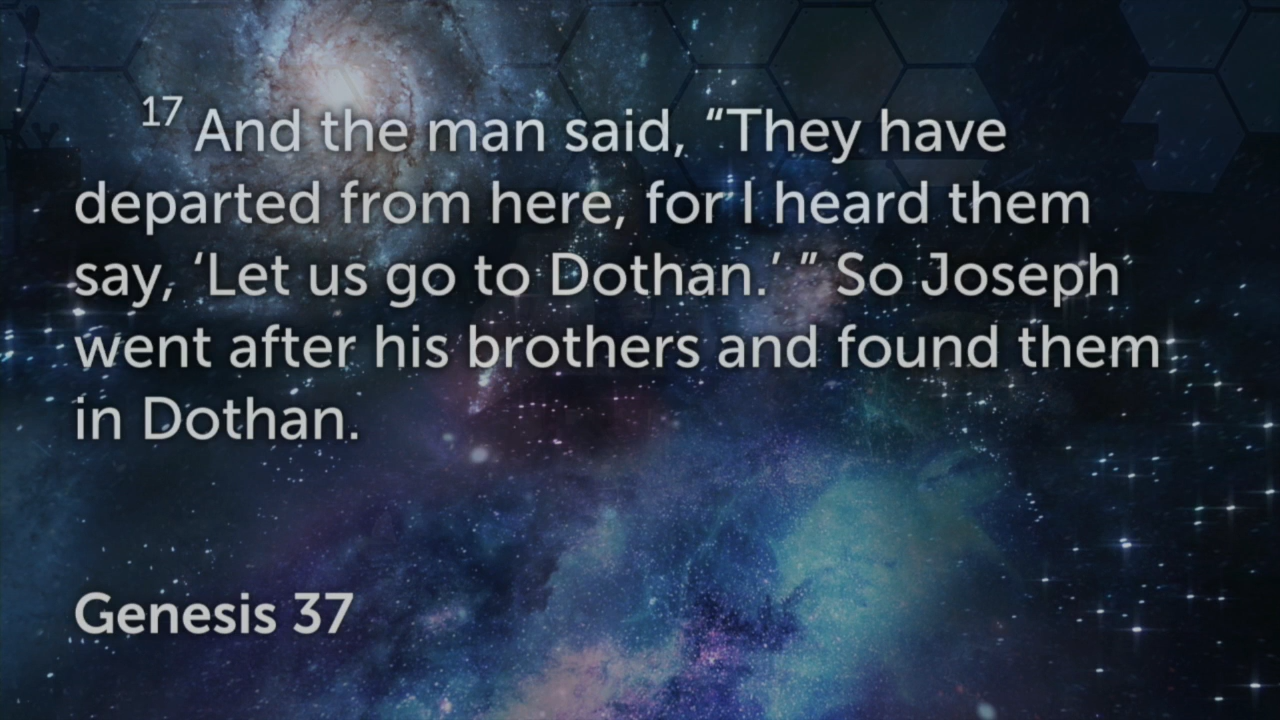 17 And the man said, “They have
departed from here, for I heard them
say, ‘Let us go to Dothan.’ ” So Joseph
went after his brothers and found them
in Dothan.
Genesis 37